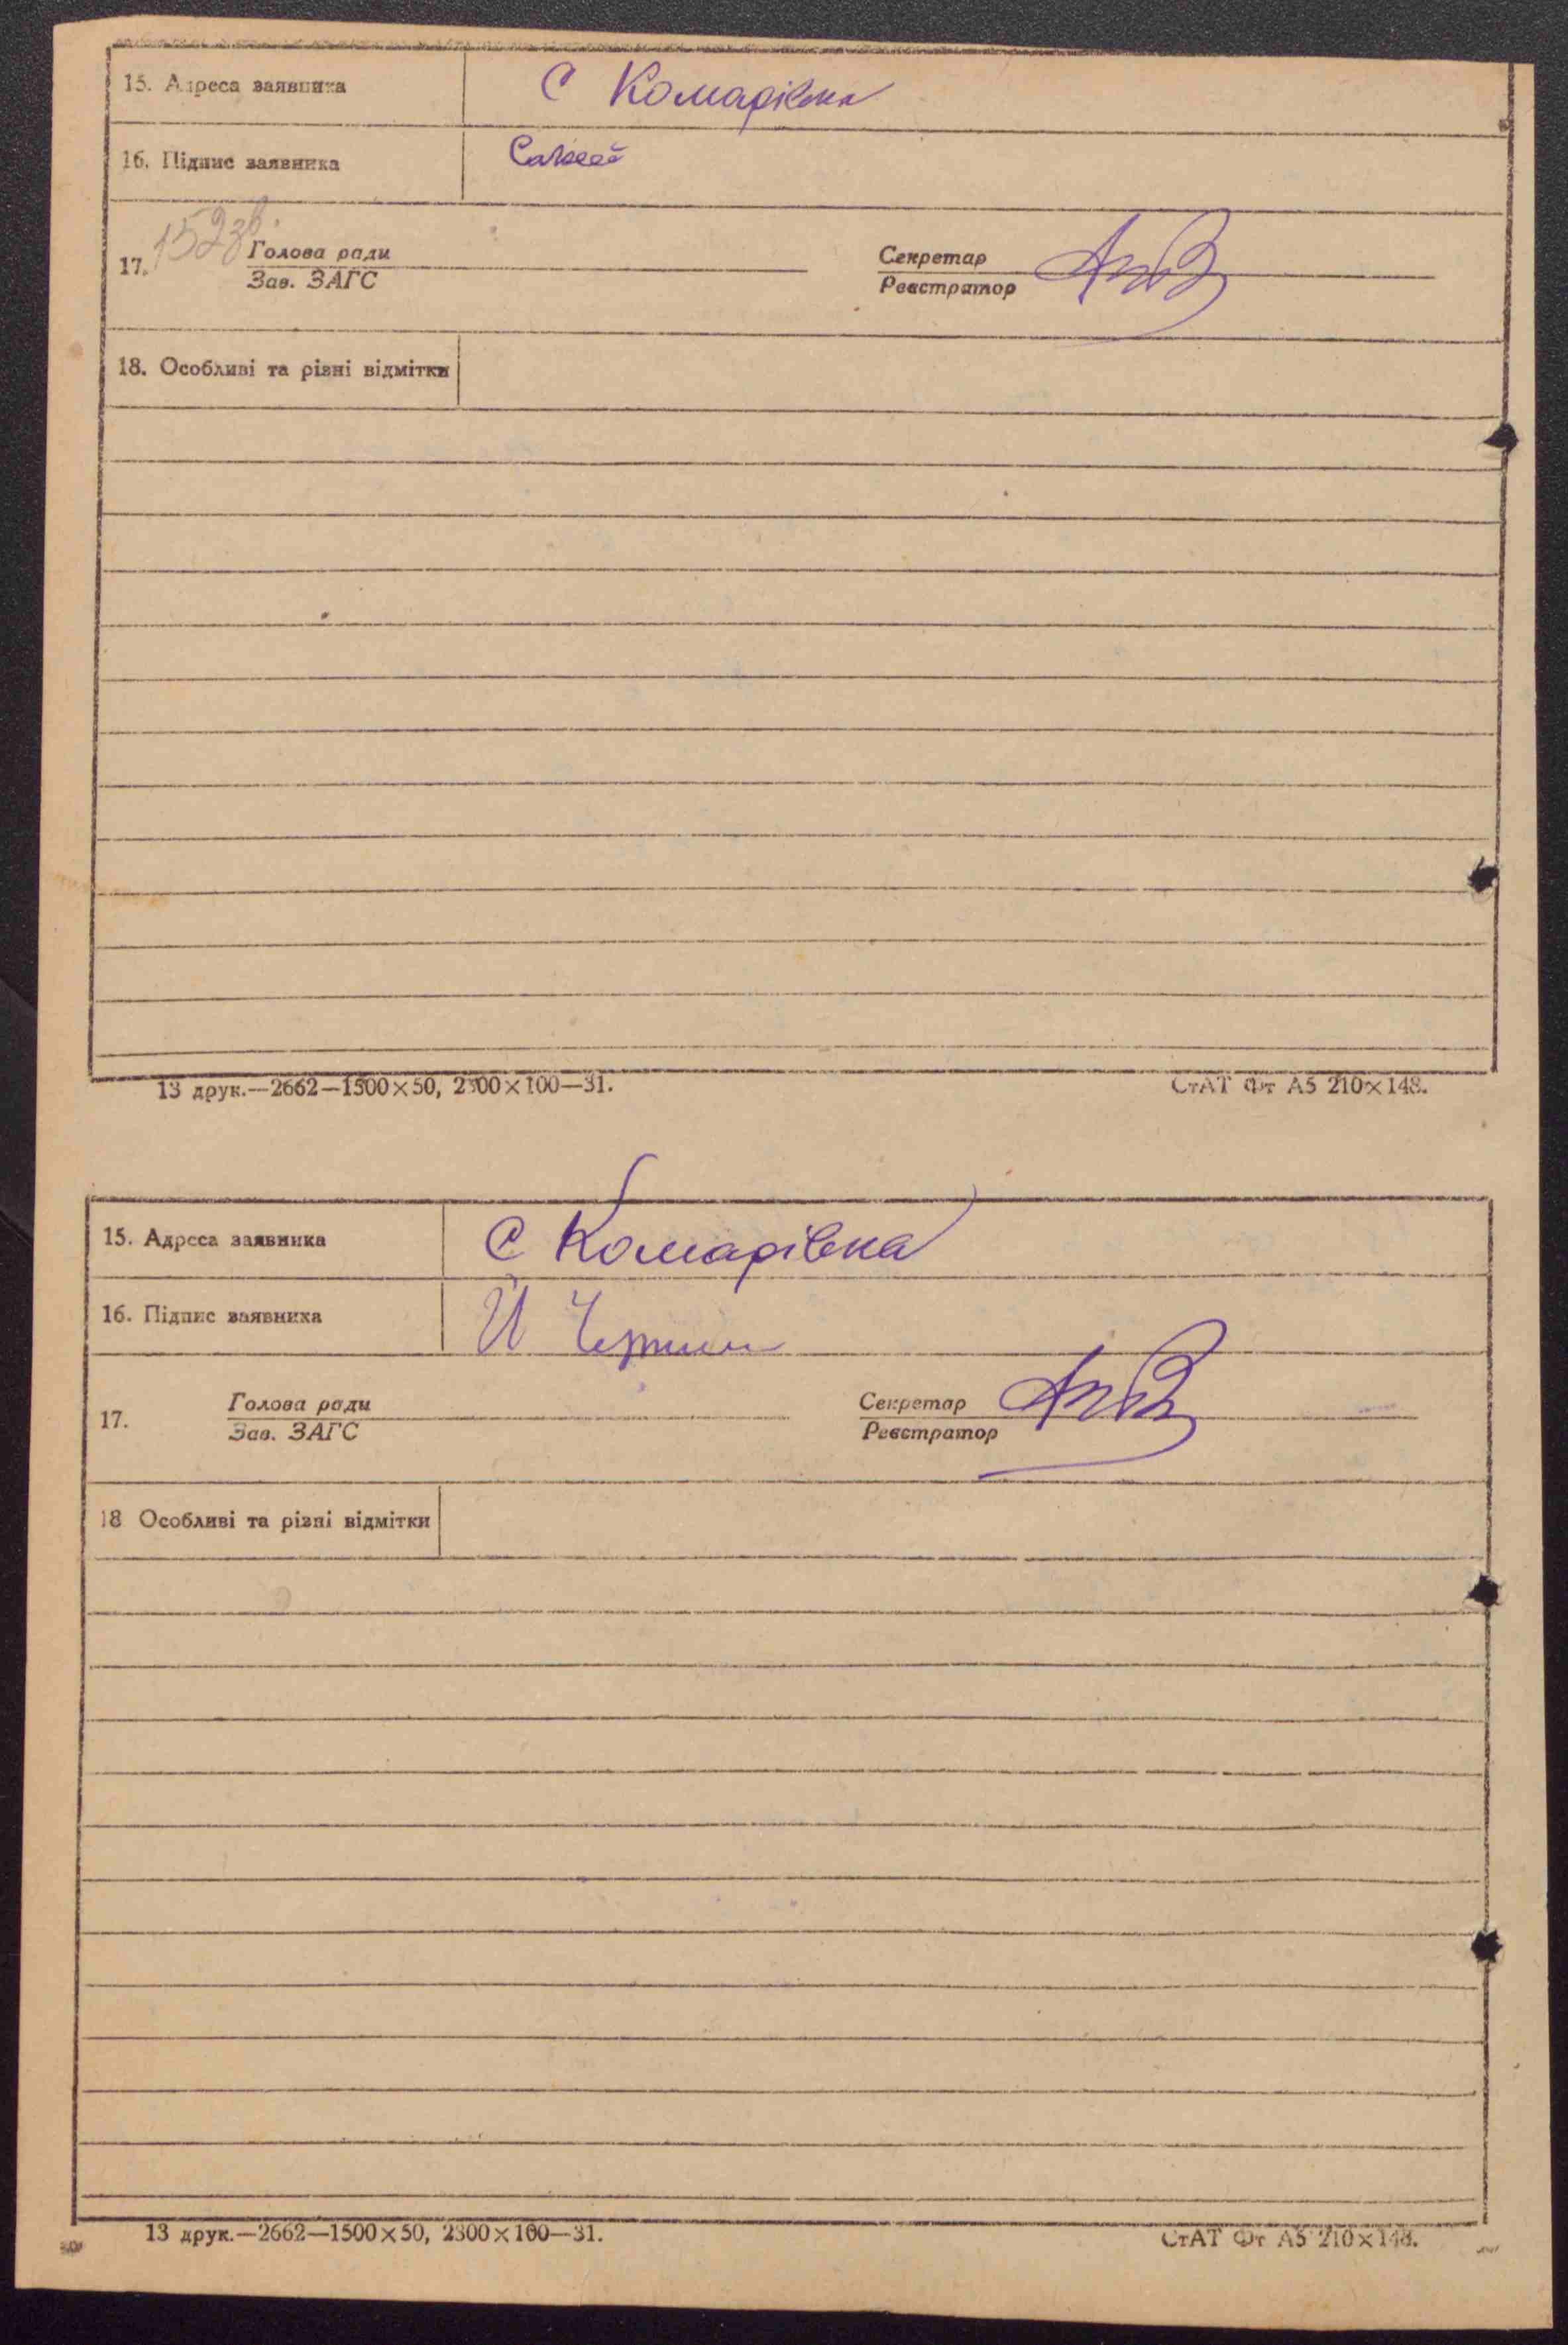 15. Адреса заявника С Комарівка
16. Підпис заявника
152зв.
17. Голова ради Секретар
Зав. ЗАГС Реєстратор
18. Особливі та різні відмітки
13 друк.—2662—1500×50, 2300×100—31. СтАТ Фт А5 210×148.
15. Адреса заявника С Комарівка
16. Підпис заявника Й
17. Голова ради Секретар
Зав. ЗАГС Реєстратор
18 Особливі та різні відмітки
13 друк.—2662—1500×50, 2300×100—31. СтАТ Фт А5 210×148.